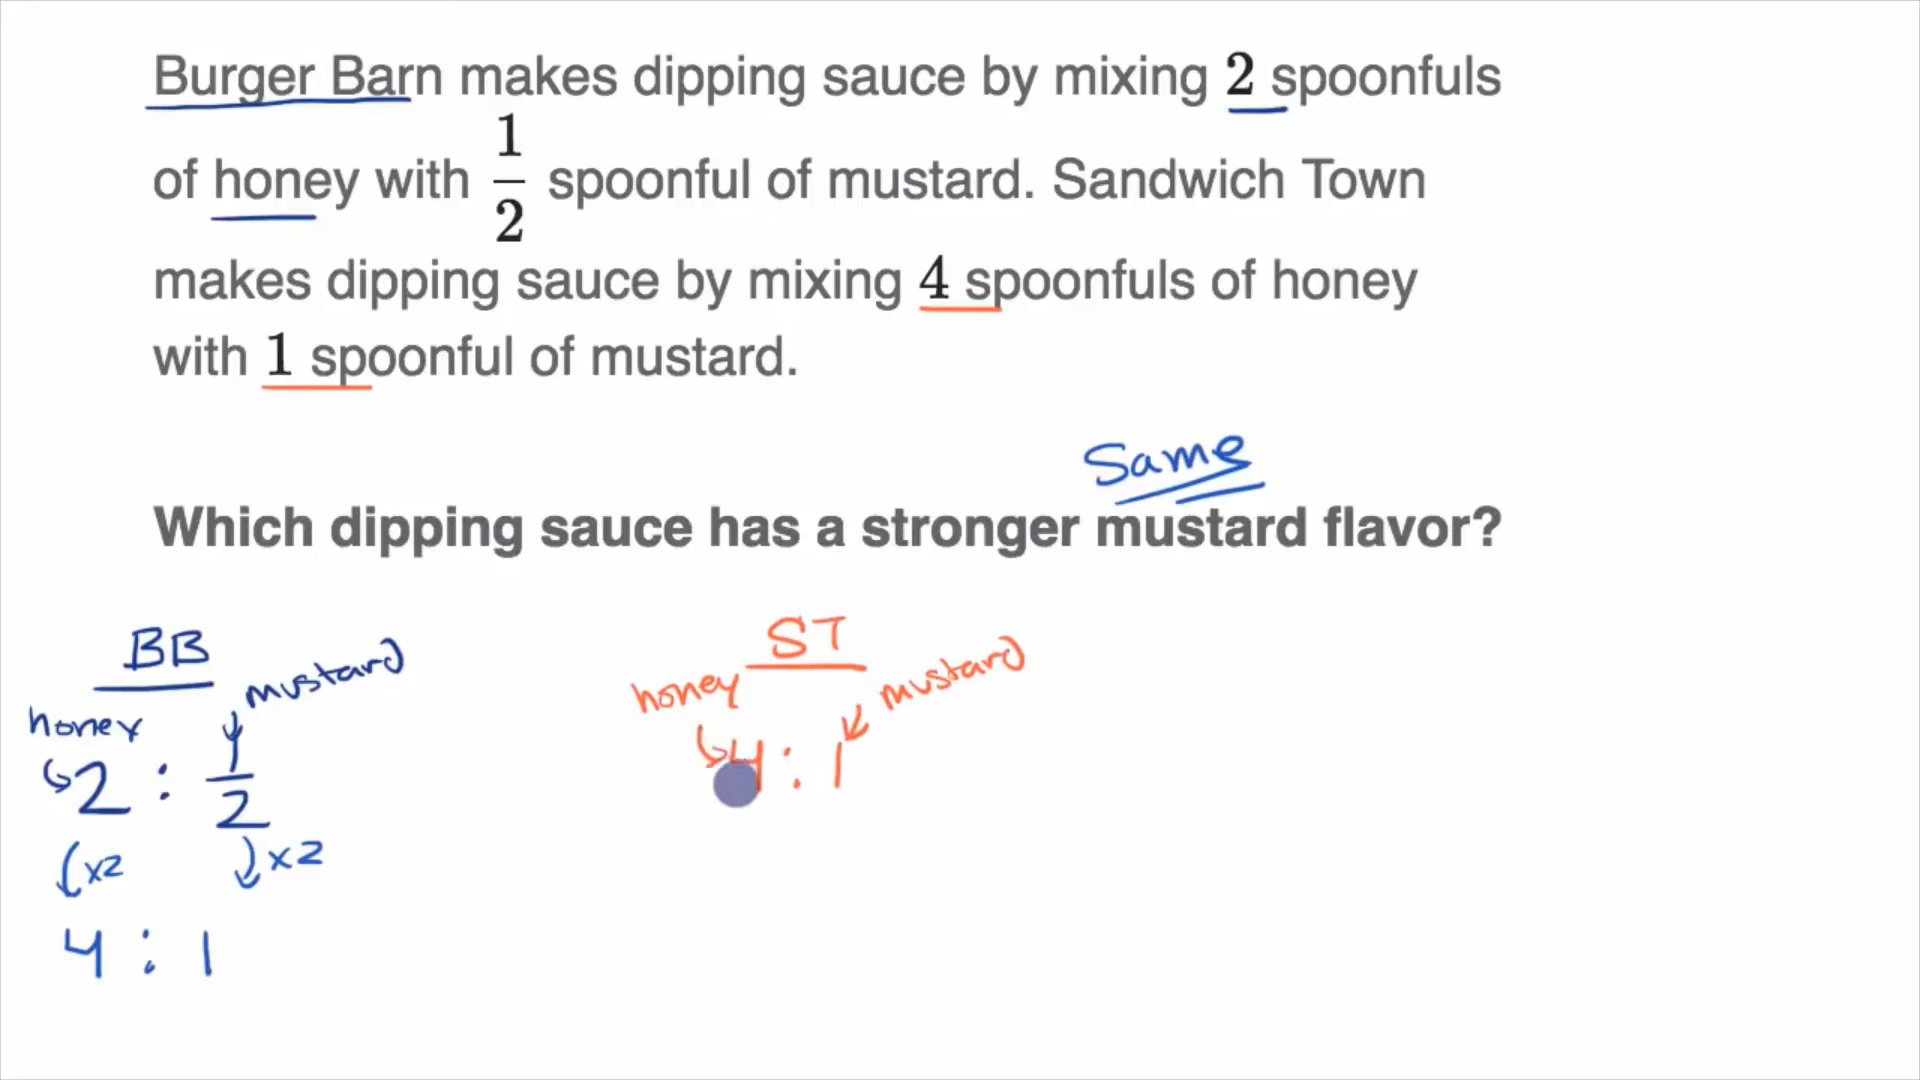 Burger Barn makes dipping sauce by mixing 2 spoonfuls
of honey with 1/2 spoonful of mustard. Sandwich Town
makes dipping sauce by mixing 4 spoonfuls of honey
with 1 spoonful of mustard.
Same
Which dipping sauce has a stronger mustard flavor?
BB
mustard
honey
2 : 1/2
x2 x2
4 : 1
ST
honey mustard
4 : 1